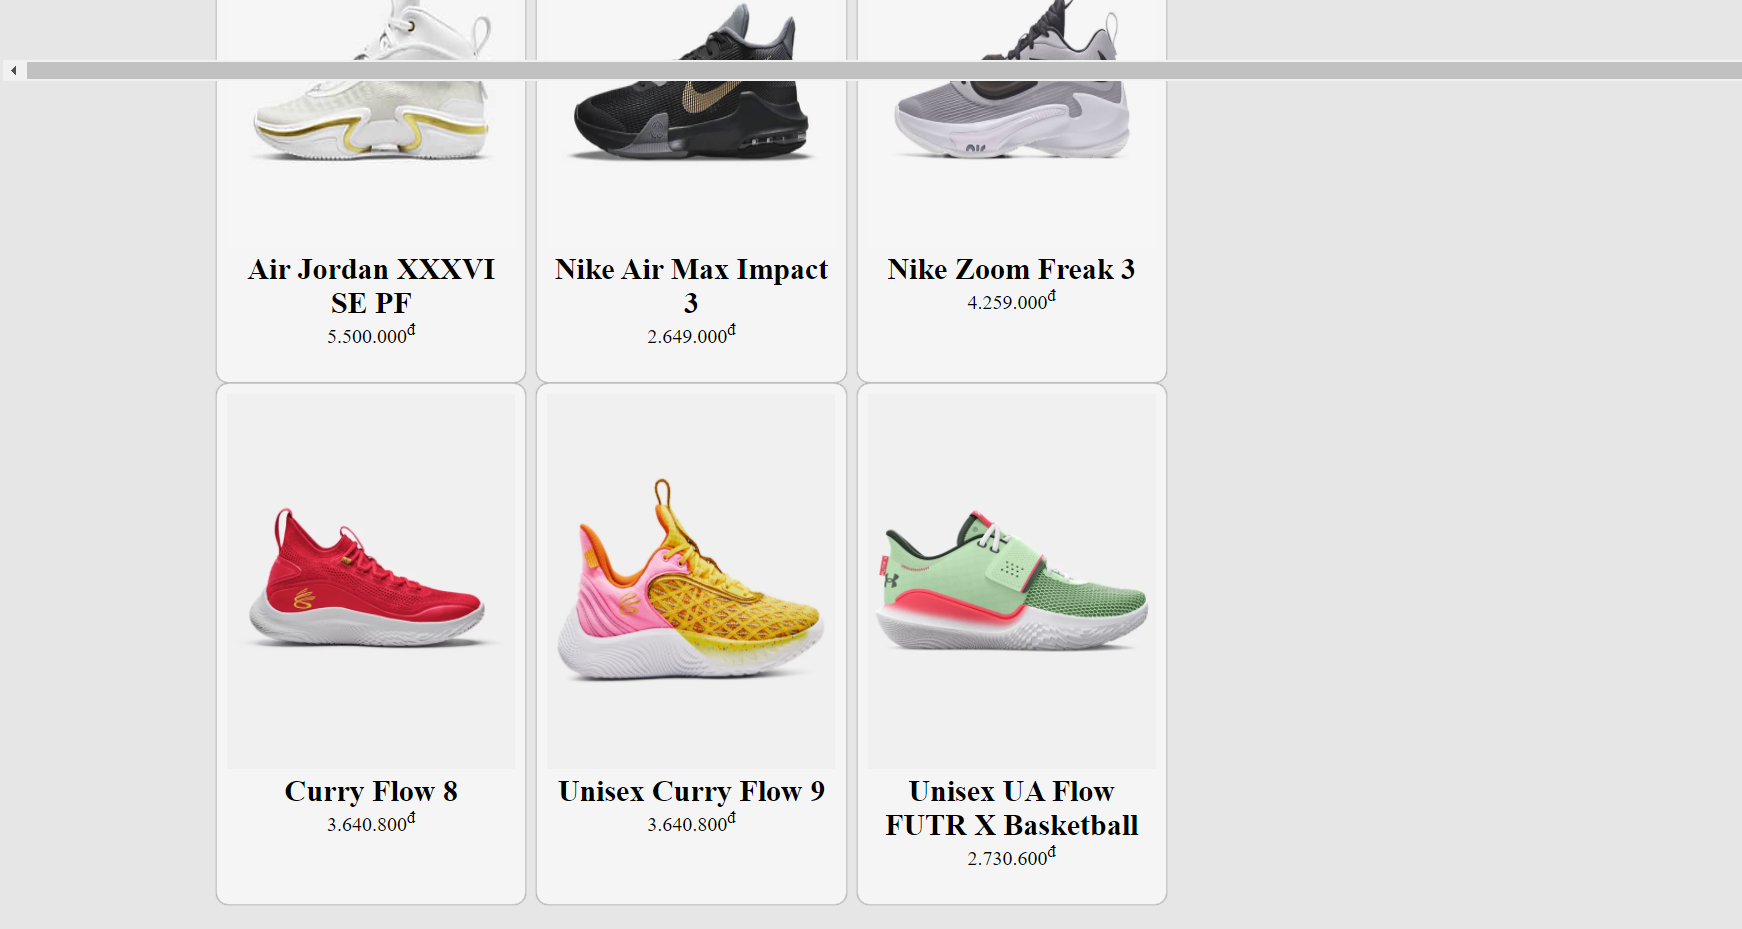 Air Jordan XXXVI
SE PF
5.500.000đ
Nike Air Max Impact
3
2.649.000đ
Nike Zoom Freak 3
4.259.000đ
Curry Flow 8
3.640.800đ
Unisex Curry Flow 9
3.640.800đ
Unisex UA Flow
FUTR X Basketball
2.730.600đ